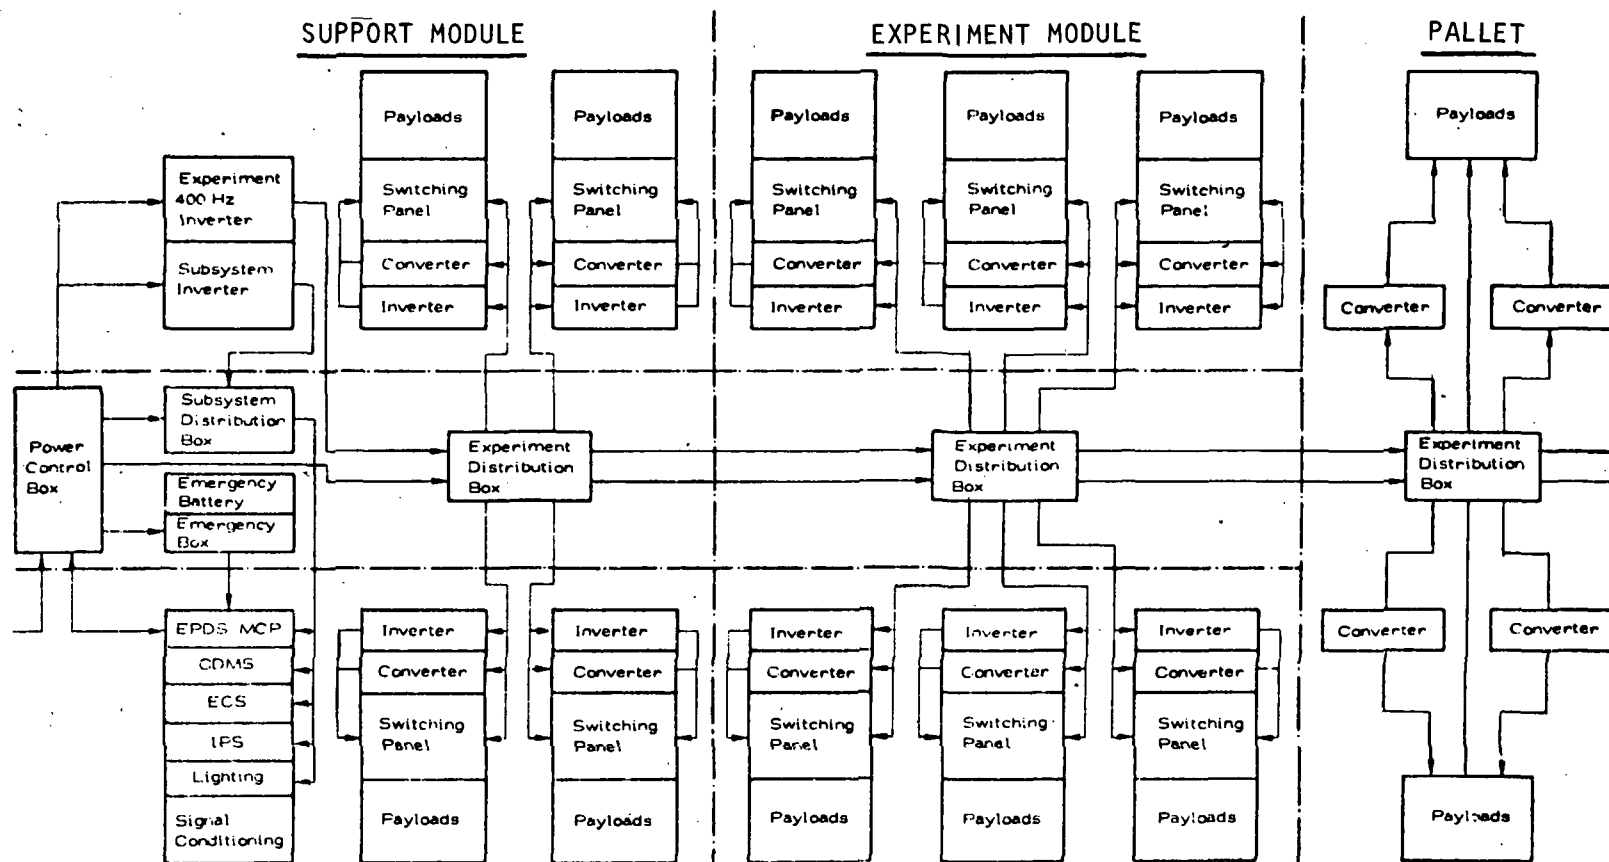 SUPPORT MODULE
EXPERIMENT MODULE
PALLET
Payloads
Payloads
Payloads
Payloads
Payloads
Payloads
Experiment
400 Hz
Inverter
Subsystem
Inverter
Switching
Panel
Converter
Inverter
Switching
Panel
Converter
Inverter
Switching
Panel
Converter
Inverter
Switching
Panel
Converter
Inverter
Switching
Panel
Converter
Inverter
Converter
Converter
Power
Control
Box
Subsystem
Distribution
Box
Emergency
Battery
Emergency
Box
Experiment
Distribution
Box
Experiment
Distribution
Box
Experiment
Distribution
Box
EPDS MCP
CDMS
ECS
IPS
Lighting
Signal
Conditioning
Inverter
Converter
Switching
Panel
Payloads
Inverter
Converter
Switching
Panel
Payloads
Inverter
Converter
Switching
Panel
Payloads
Inverter
Converter
Switching
Panel
Payloads
Inverter
Converter
Switching
Panel
Payloads
Converter
Converter
Payloads